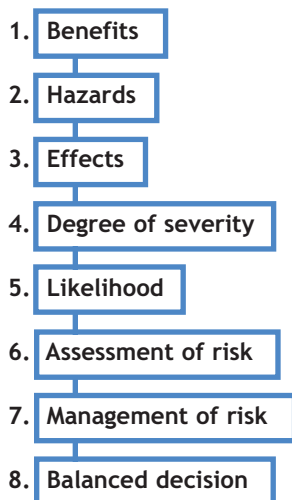 1. Benefits
2. Hazards
3. Effects
4. Degree of severity
5. Likelihood
6. Assessment of risk
7. Management of risk
8. Balanced decision